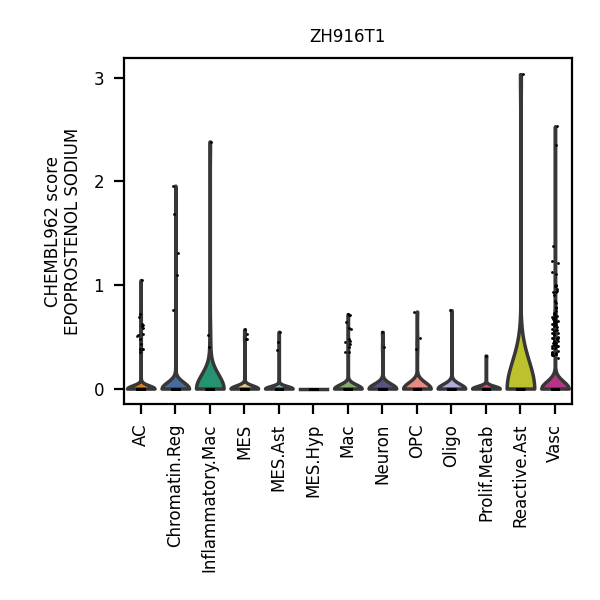 ZH916T1
CHEMBL962 score
EPOPROSTENOL SODIUM
3
2
1
0
AC
Chromatin.Reg
Inflammatory.Mac
MES
MES.Ast
MES.Hyp
Mac
Neuron
OPC
Oligo
Prolif.Metab
Reactive.Ast
Vasc